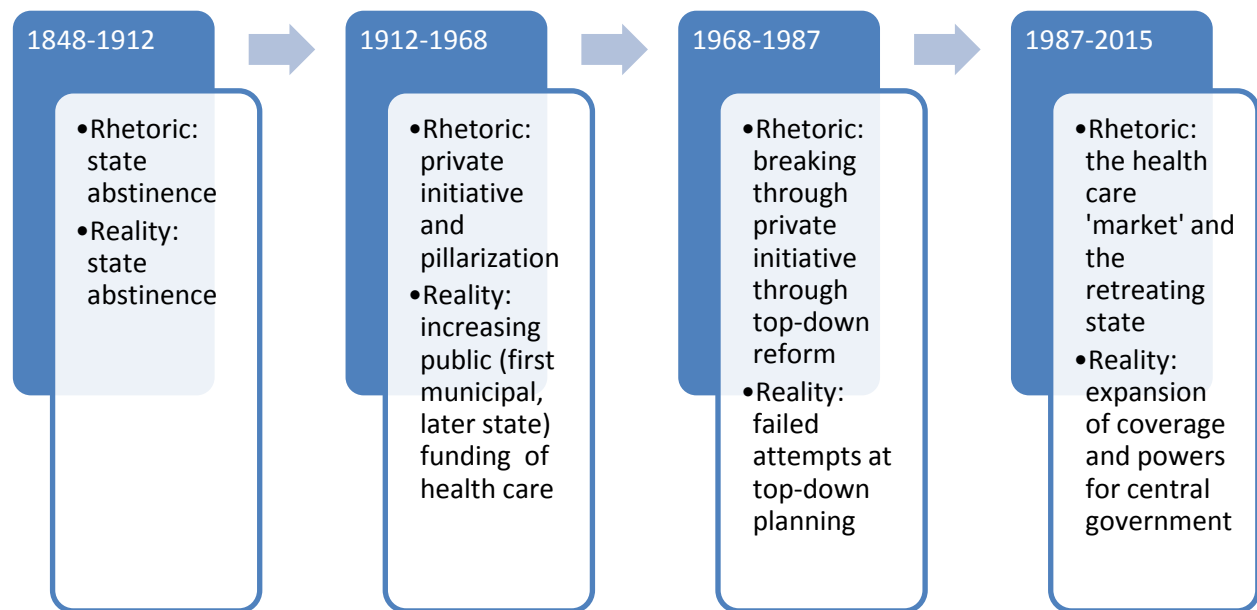 1848-1912
•Rhetoric:
state
abstinence
•Reality:
state
abstinence
1912-1968
•Rhetoric:
private
initiative
and
pillarization
•Reality:
increasing
public (first
municipal,
later state)
funding of
health care
1968-1987
•Rhetoric:
breaking
through
private
initiative
through
top-down
reform
•Reality:
failed
attempts at
top-down
planning
1987-2015
•Rhetoric:
the health
care
'market' and
the
retreating
state
•Reality:
expansion
of coverage
and powers
for central
government